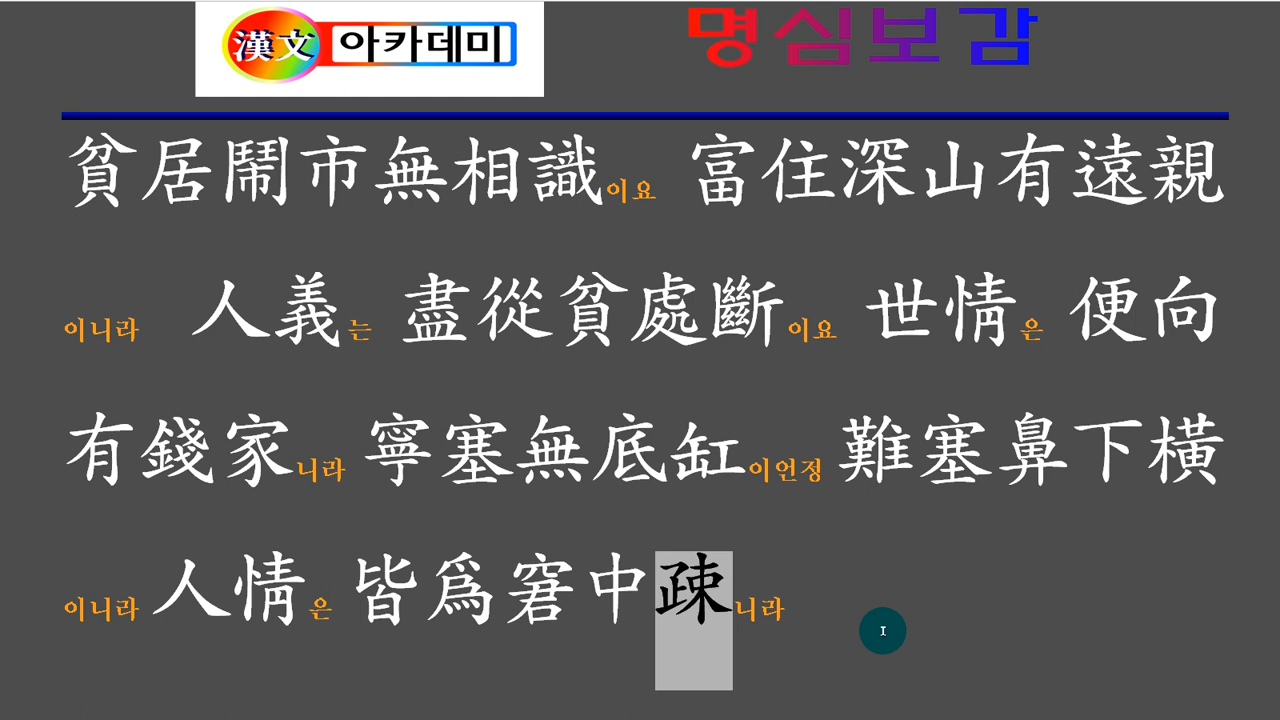 漢文 아카데미 명심보감
貧居鬧市無相識이요 富住深山有遠親
이니라 人義는 盡從貧處斷이요 世情은 便向
有錢家니라 寧塞無底缸이언정 難塞鼻下橫
이니라 人情은 皆爲窘中疎니라